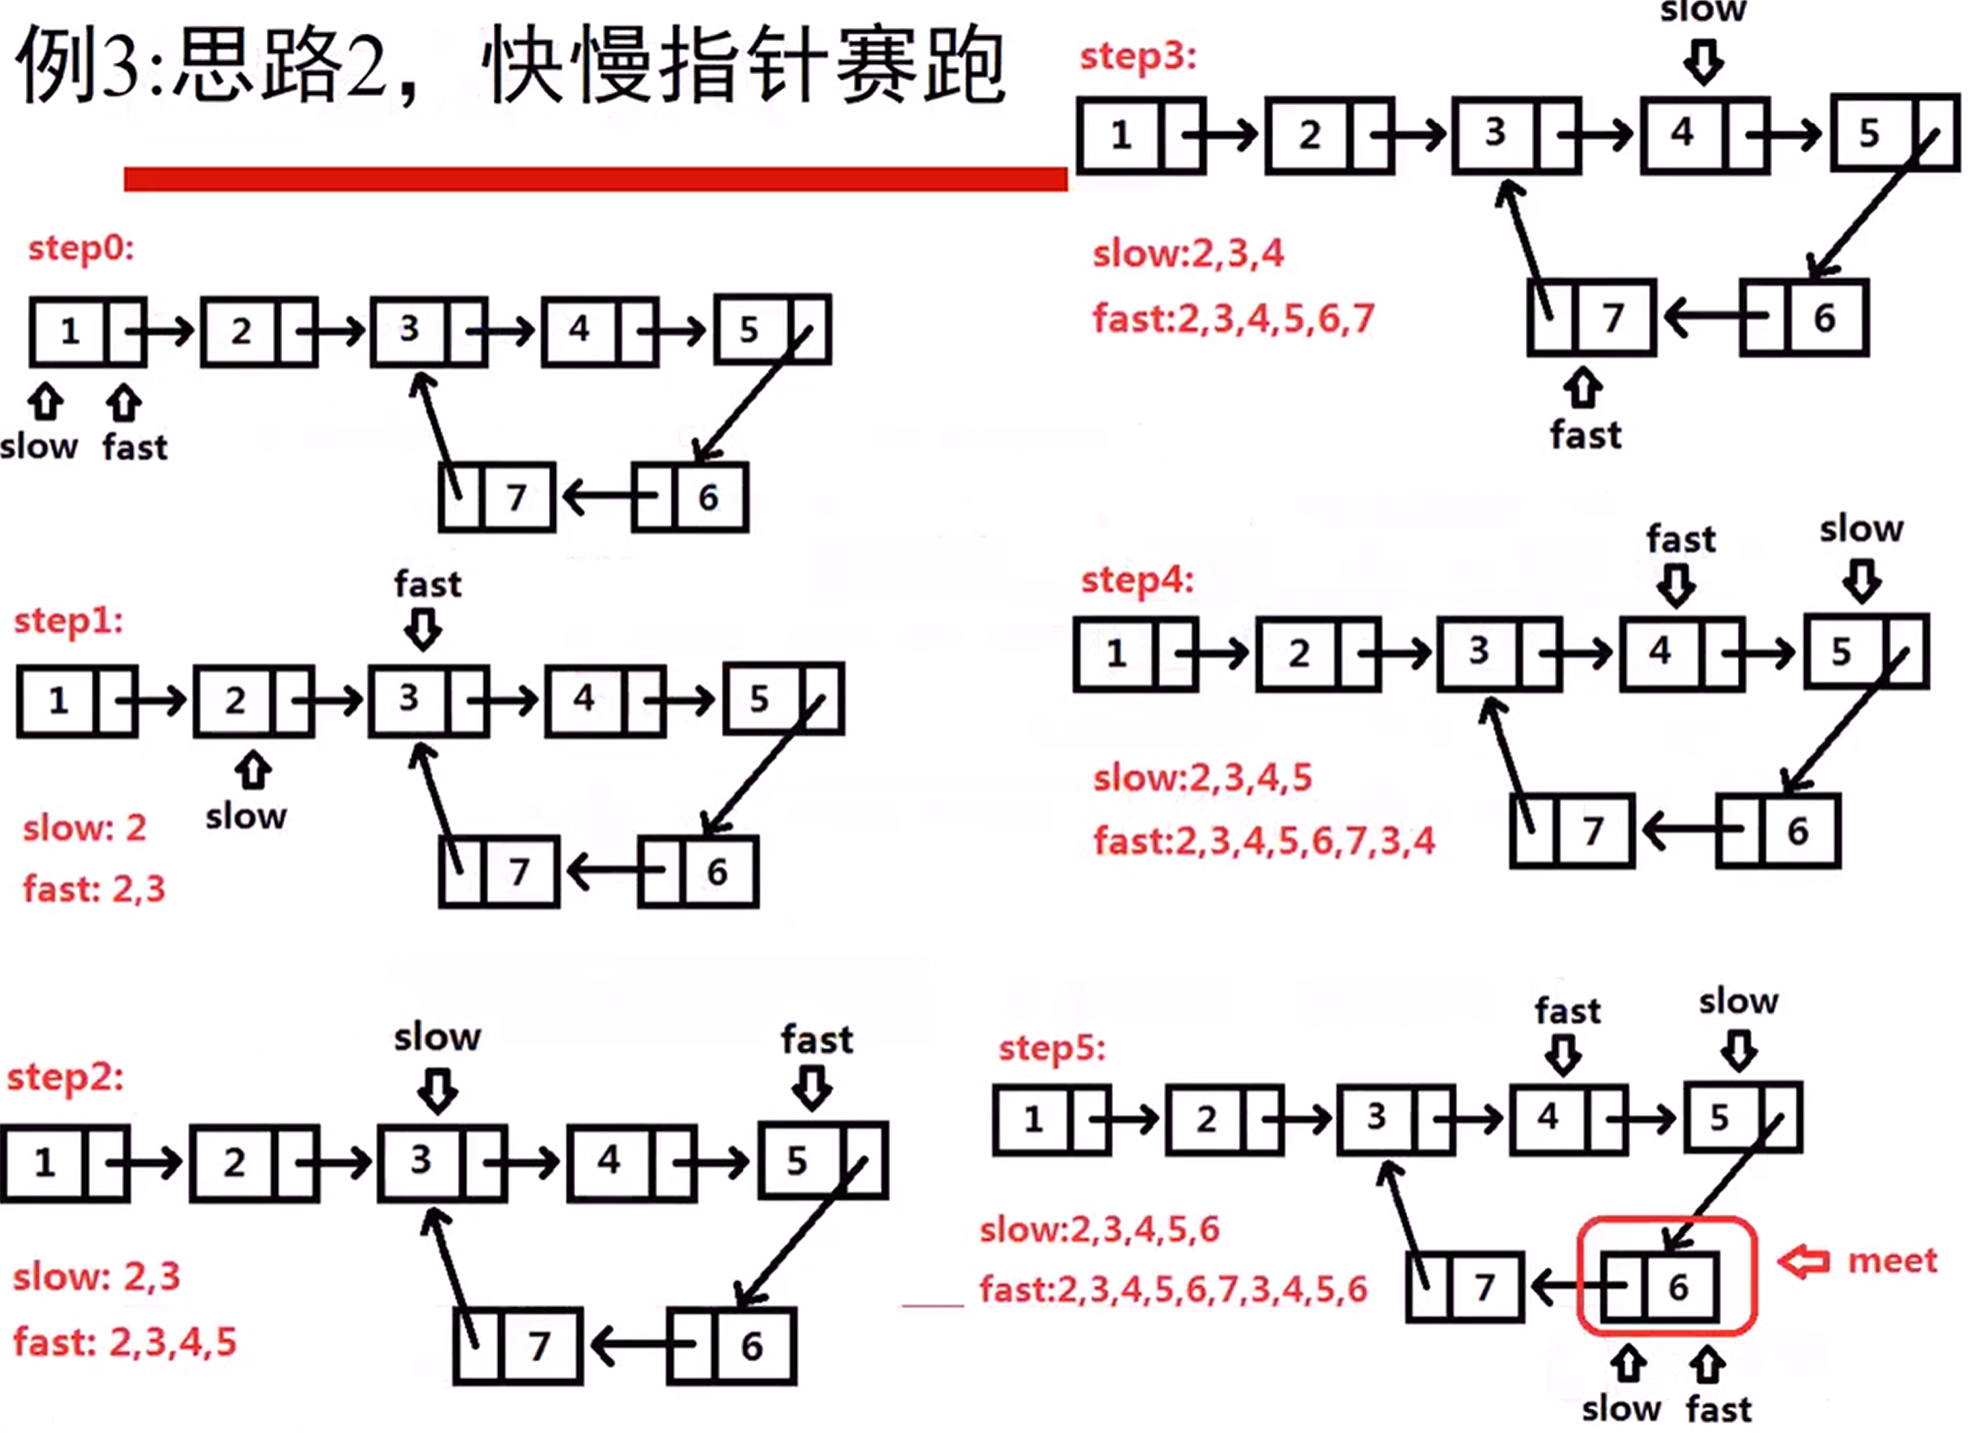 例3:思路2，快慢指针赛跑
step0:
1 2 3 4 5
slow fast
7 6
fast
step1:
1 2 3 4 5
slow
slow: 2
fast: 2,3
7 6
slow fast
step2:
1 2 3 4 5
slow: 2,3
fast: 2,3,4,5
7 6
slow
step3:
1 2 3 4 5
slow:2,3,4
fast:2,3,4,5,6,7
7 6
fast
fast slow
step4:
1 2 3 4 5
slow:2,3,4,5
fast:2,3,4,5,6,7,3,4
7 6
fast slow
step5:
1 2 3 4 5
slow:2,3,4,5,6
fast:2,3,4,5,6,7,3,4,5,6
7 6
meet
slow fast